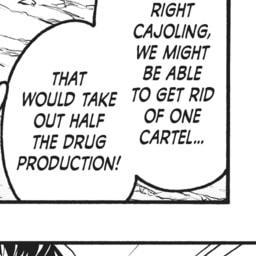 RIGHT
CAJOLING,
WE MIGHT
BE ABLE
TO GET RID
OF ONE
CARTEL...
THAT
WOULD TAKE
OUT HALF
THE DRUG
PRODUCTION!